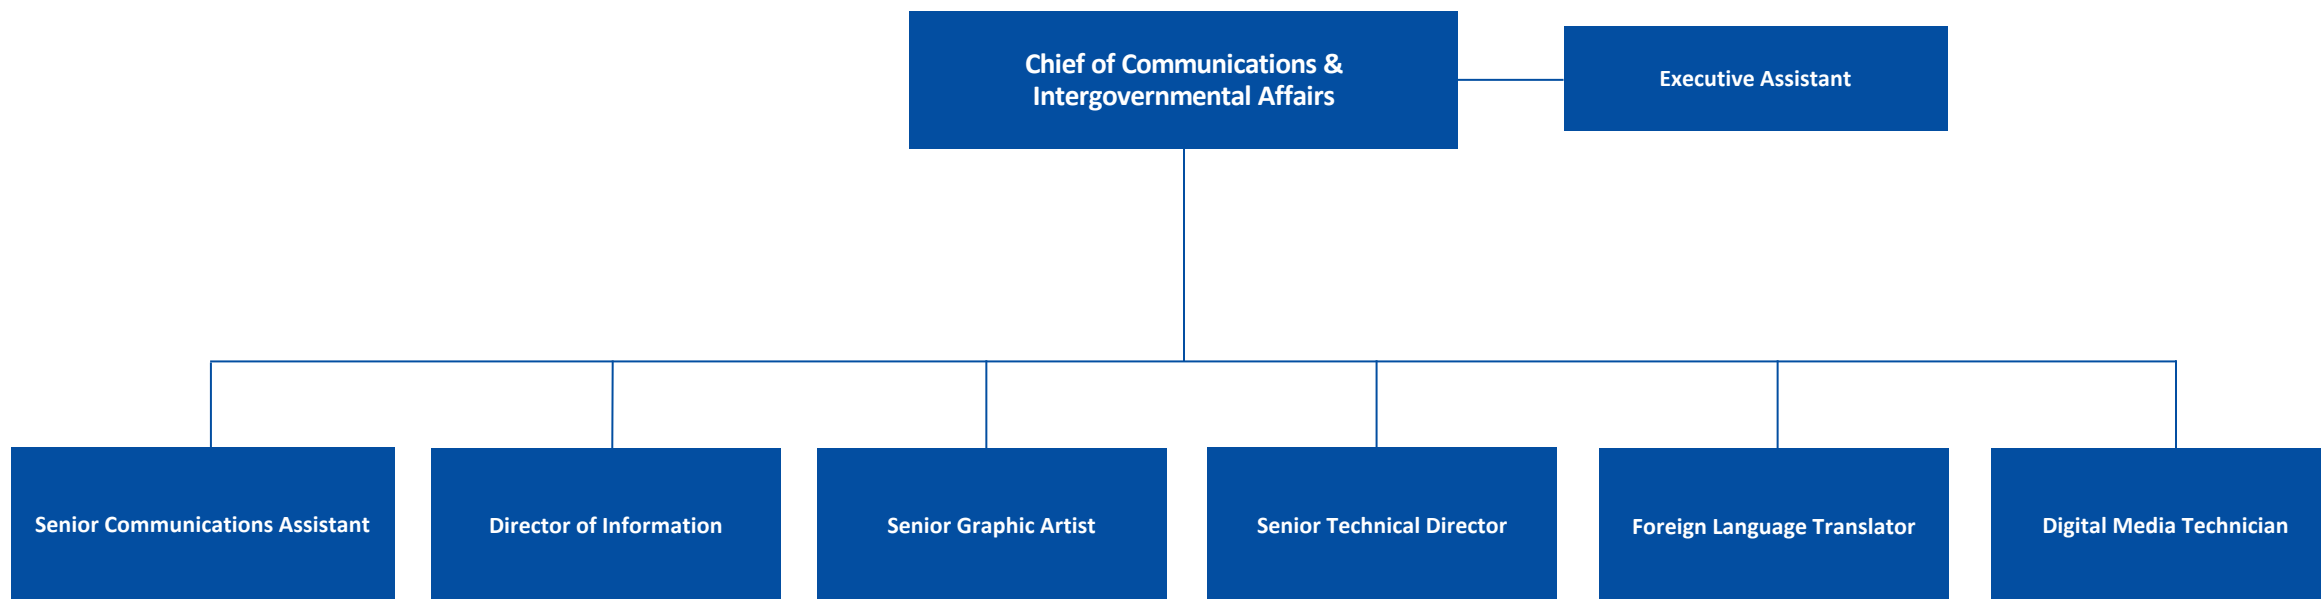 Chief of Communications &
Intergovernmental Affairs
Executive Assistant
Senior Communications Assistant
Director of Information
Senior Graphic Artist
Senior Technical Director
Foreign Language Translator
Digital Media Technician